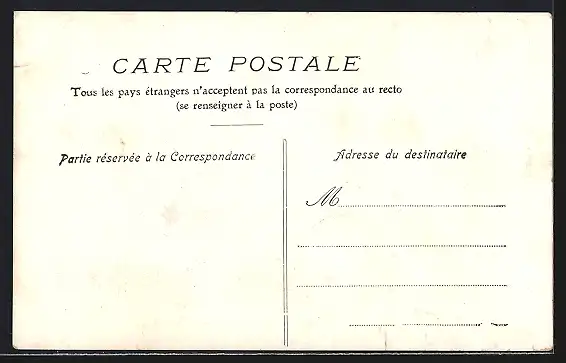 CARTE POSTALE
Tous les pays étrangers n'acceptent pas la correspondance au recto
(se renseigner à la poste)
Partie réservée à la Correspondance
Adresse du destinataire
M